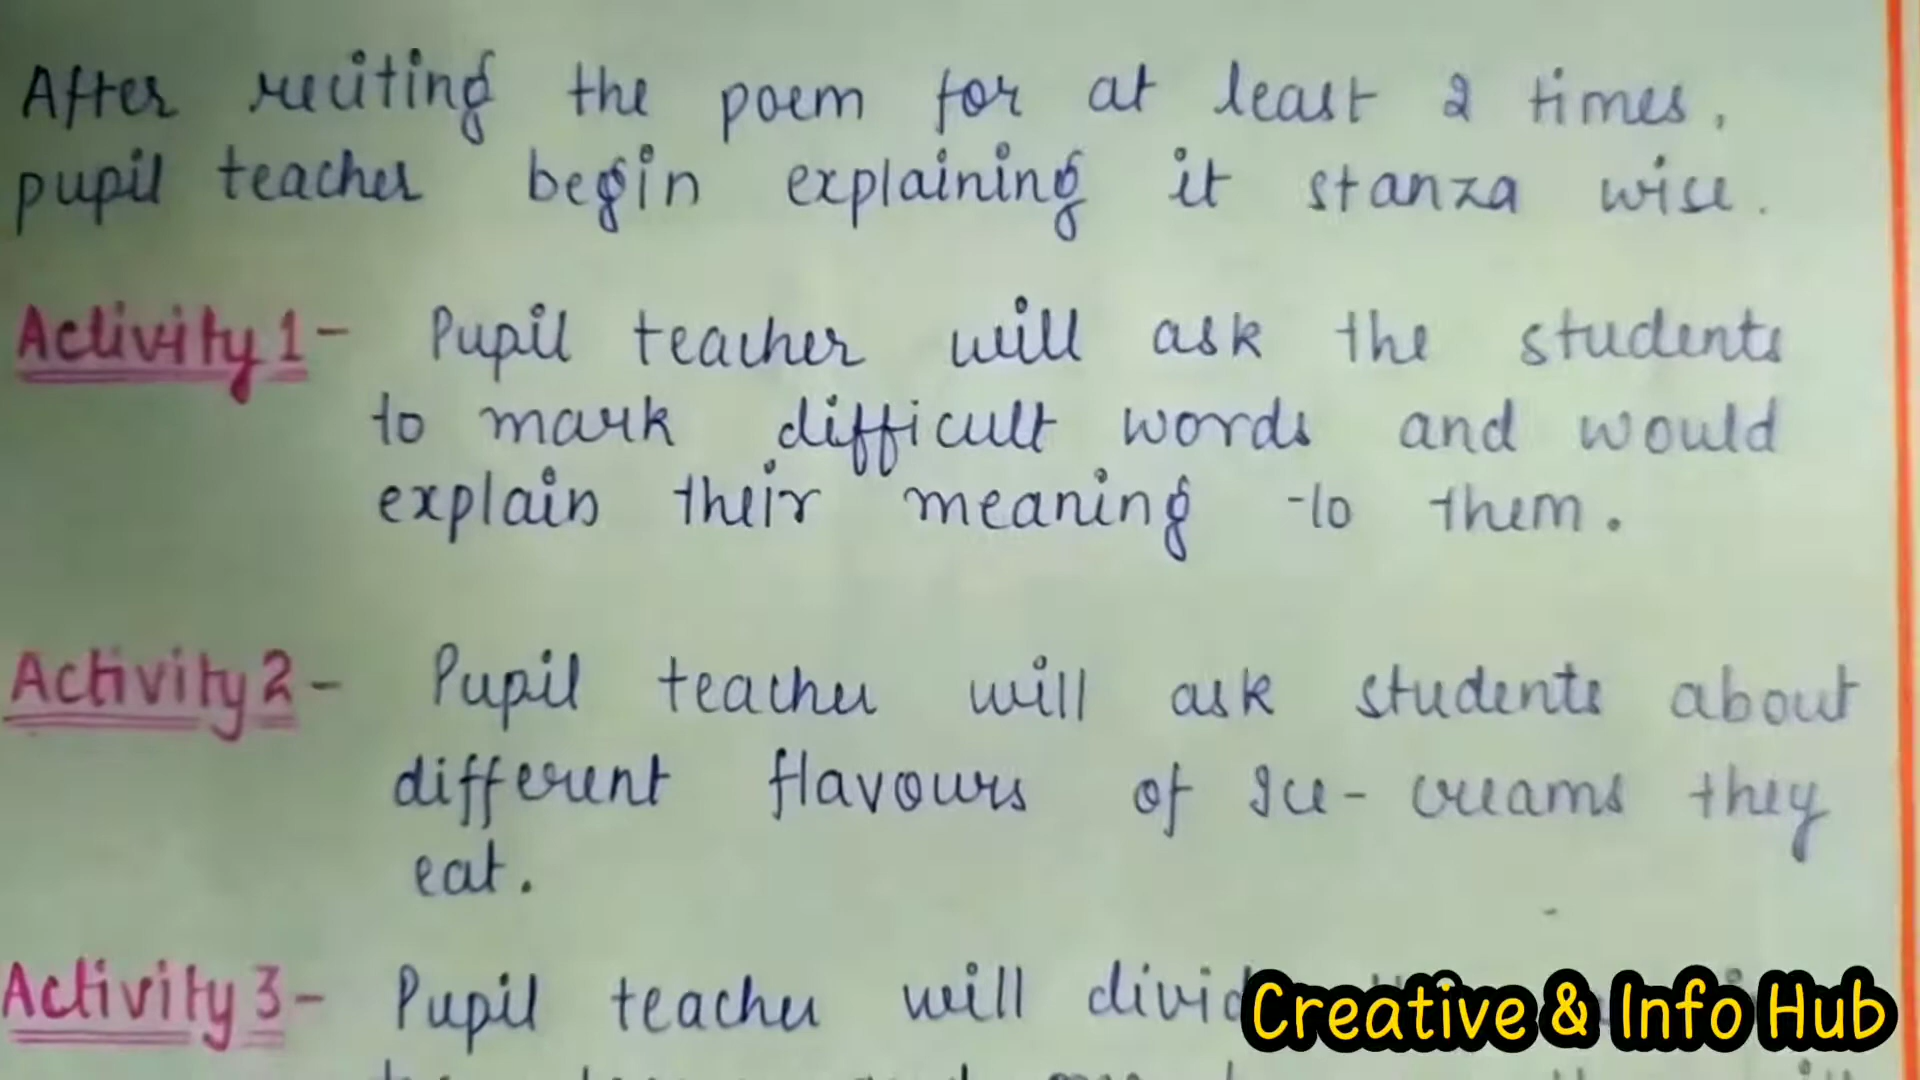 After reciting the poem for at least 2 times,
pupil teacher begin explaining it stanza wise.
Activity 1 - Pupil teacher will ask the students
to mark difficult words and would
explain their meaning to them.
Activity 2 - Pupil teacher will ask students about
different flavours of Ice-creams they
eat.
Activity 3 - Pupil teacher will
Creative & Info Hub